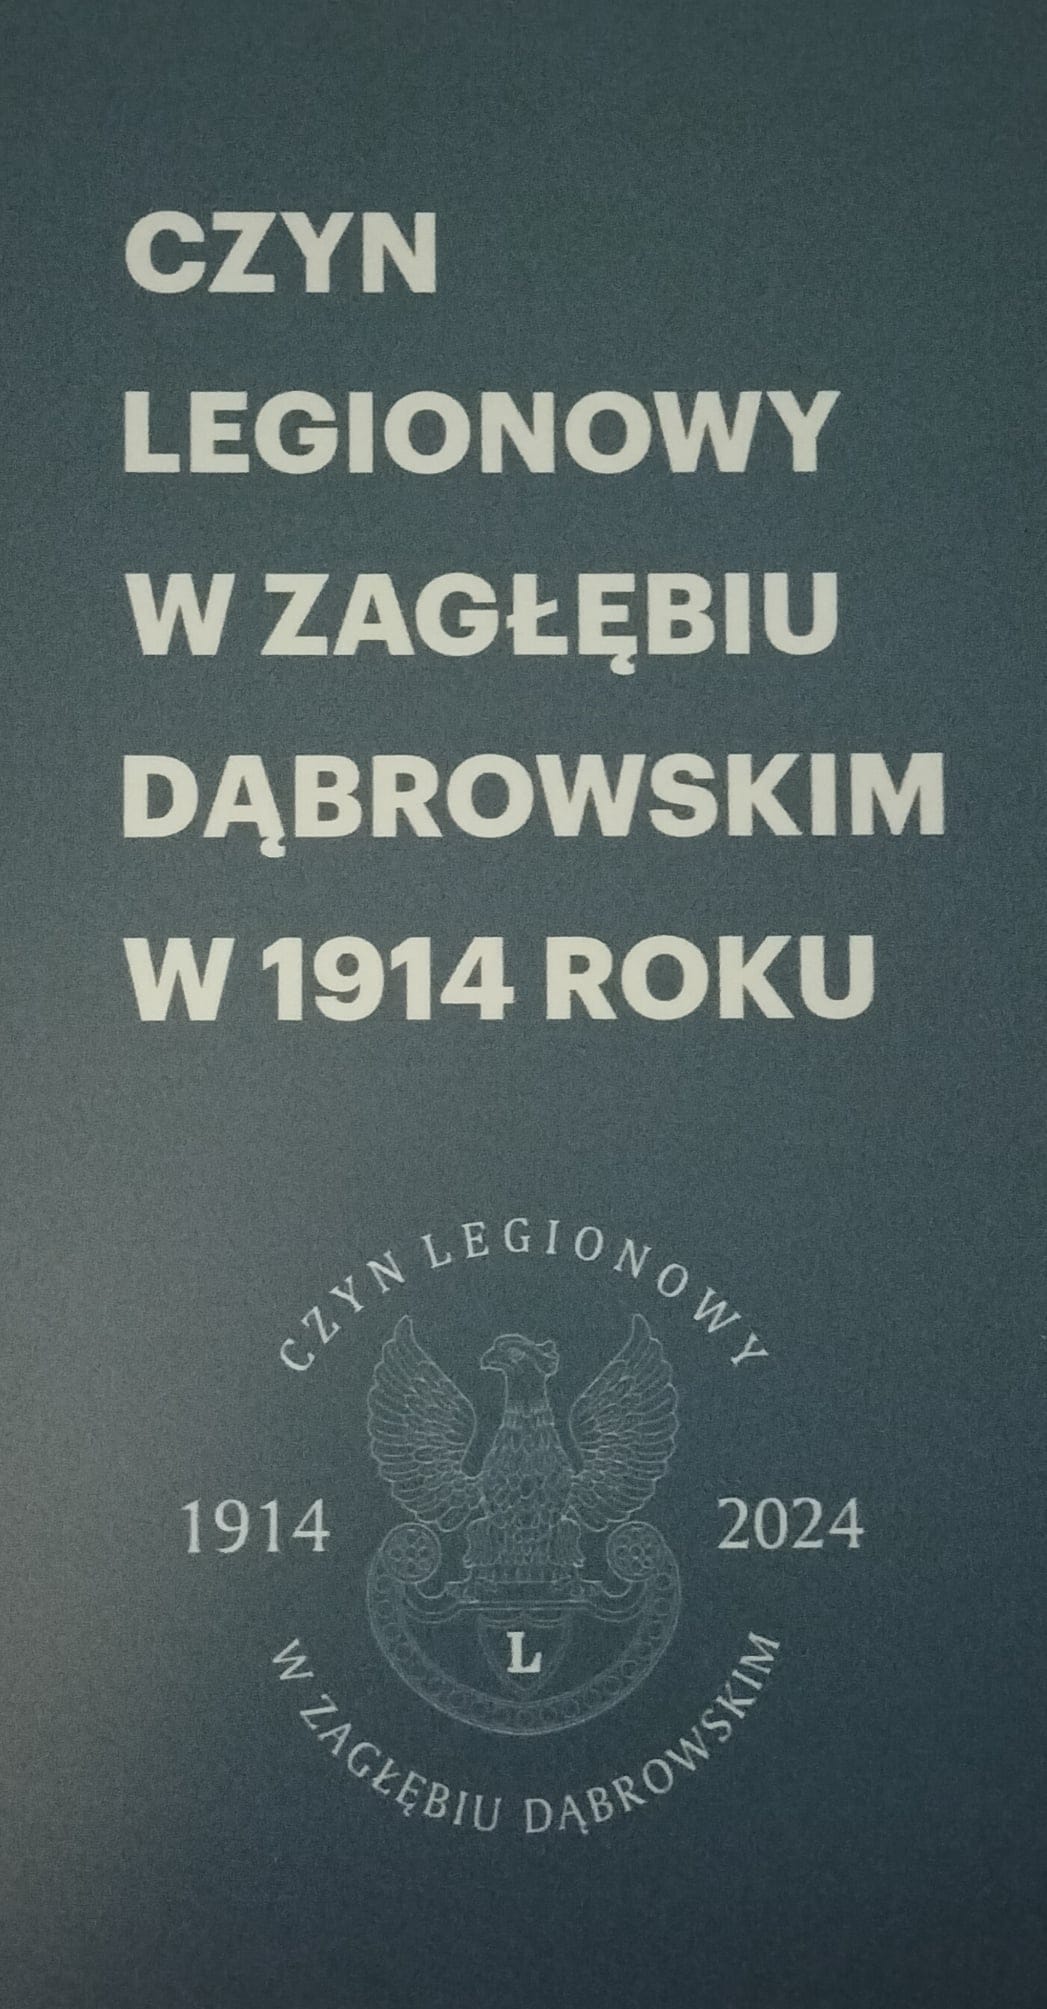 CZYN
LEGIONOWY
W ZAGŁĘBIU
DĄBROWSKIM
W 1914 ROKU
CZYN LEGIONOWY
1914
2024
L
W ZAGŁĘBIU DĄBROWSKIM